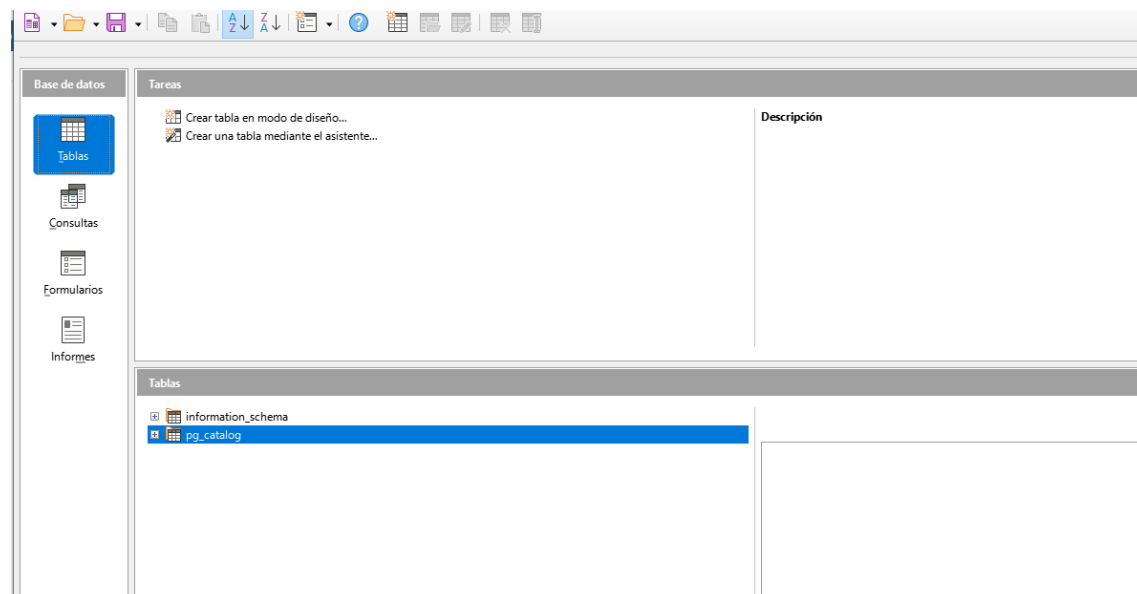 Base de datos
Tareas
Crear tabla en modo de diseño...
Crear una tabla mediante el asistente...
Descripción
Tablas
Consultas
Formularios
Informes
Tablas
information_schema
pg_catalog